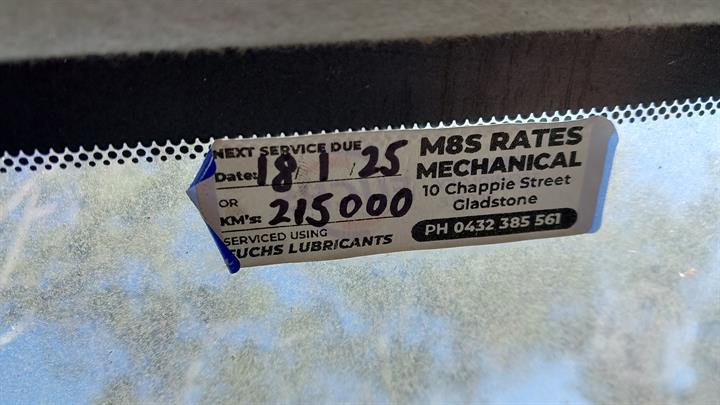 NEXT SERVICE DUE
Date: 18/1/25
OR
KM's: 215000
SERVICED USING
FUCHS LUBRICANTS
M8S RATES
MECHANICAL
10 Chappie Street
Gladstone
PH 0432 385 561